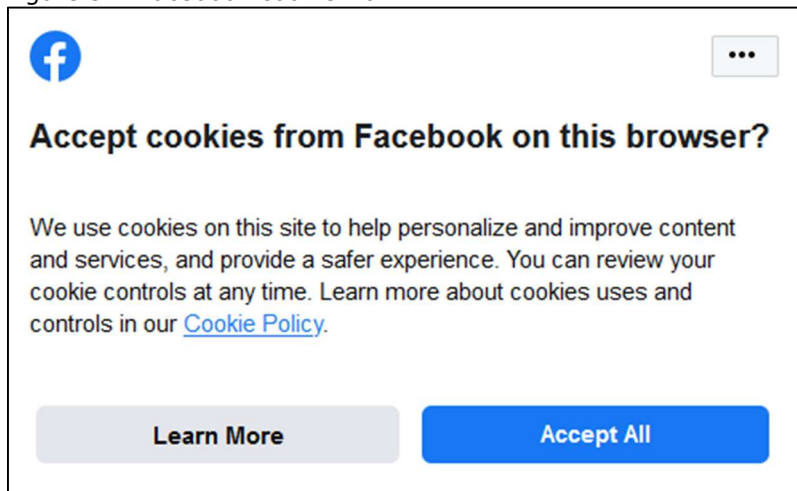 •••
Accept cookies from Facebook on this browser?
We use cookies on this site to help personalize and improve content
and services, and provide a safer experience. You can review your
cookie controls at any time. Learn more about cookies uses and
controls in our Cookie Policy.
Learn More
Accept All